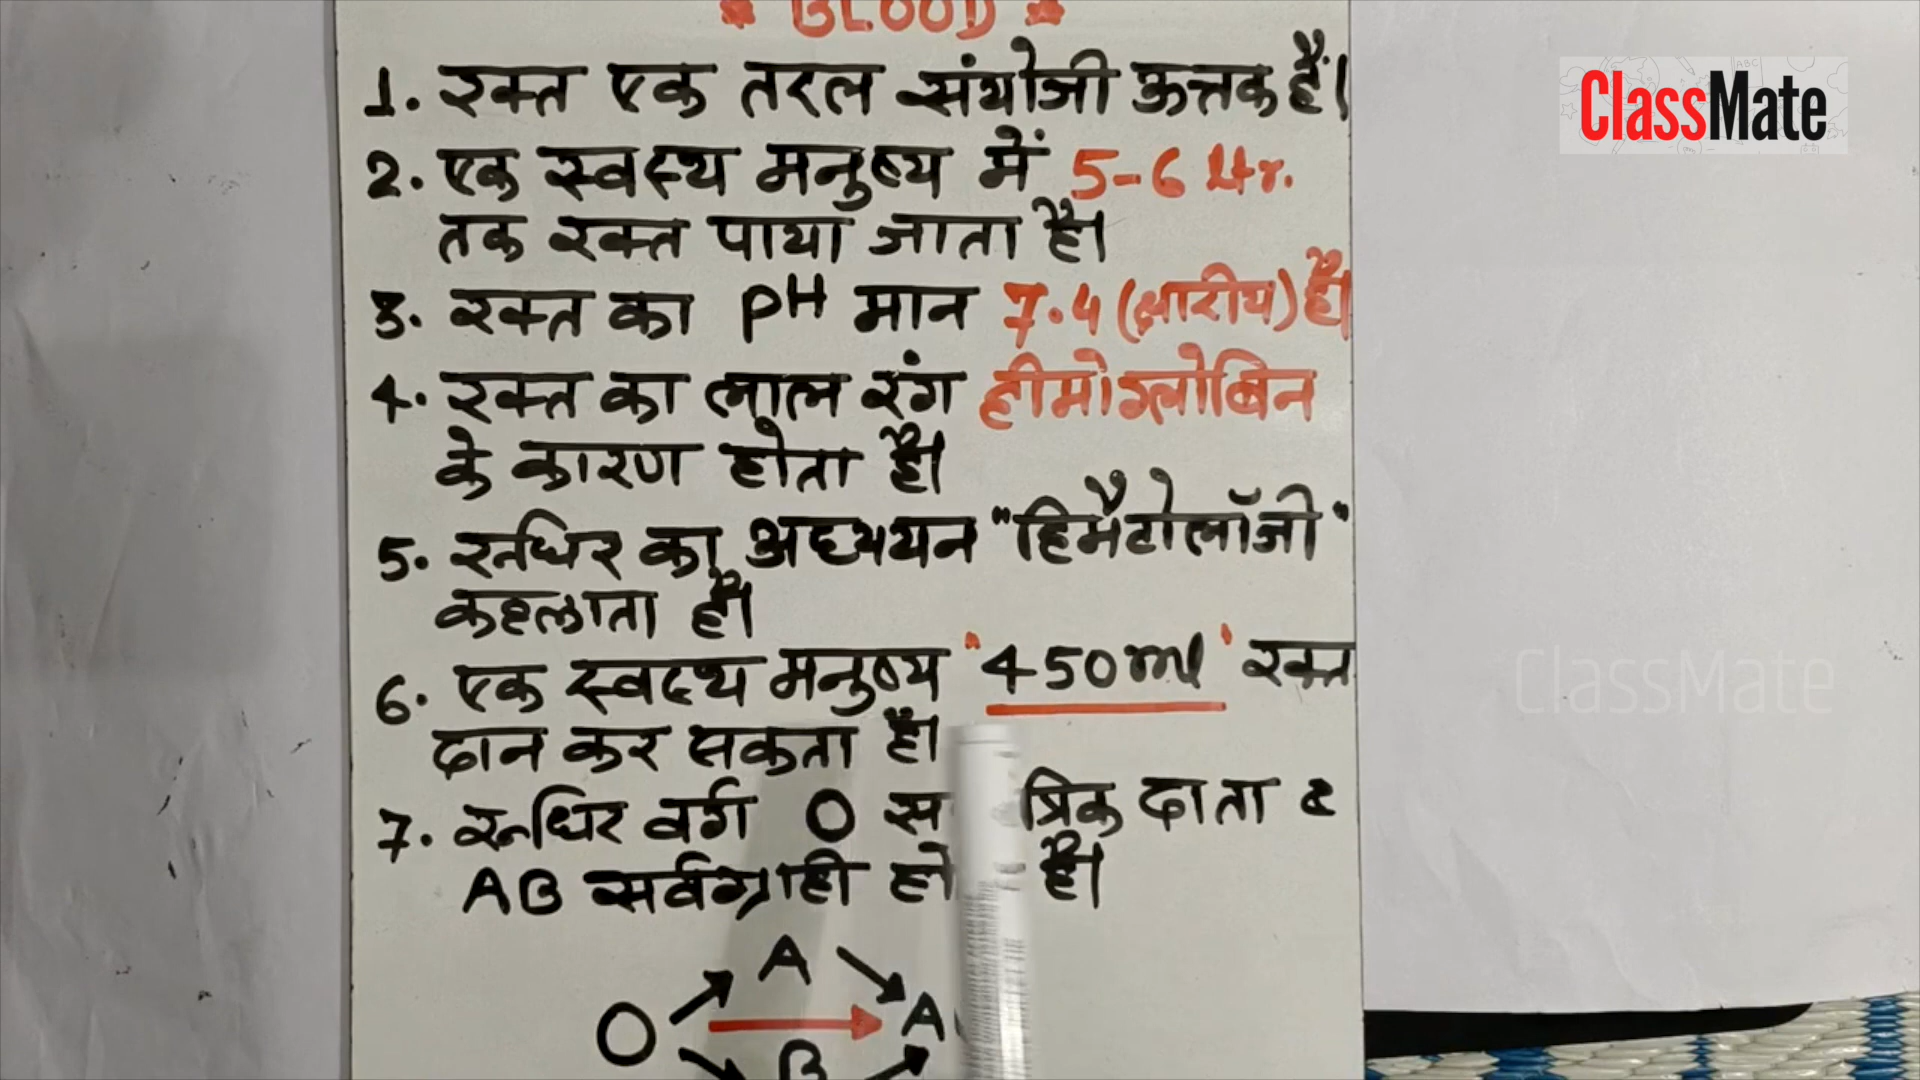 * BLOOD *
1. रक्त एक तरल संयोजी ऊत्तक है।
2. एक स्वस्थ मनुष्य में 5-6 Ltr.
तक रक्त पाया जाता है।
3. रक्त का PH मान 7.4 (क्षारीय) है।
4. रक्त का लाल रंग हीमोग्लोबिन
के कारण होता है।
5. रुधिर का अध्ययन "हिमैटोलॉजी"
कहलाता है।
6. एक स्वस्थ मनुष्य "450ml' रक्त
दान कर सकता है।
7. रुधिर वर्ग O दाता &
AB सर्वग्राही है।
A
O A
B
ClassMate
ClassMate